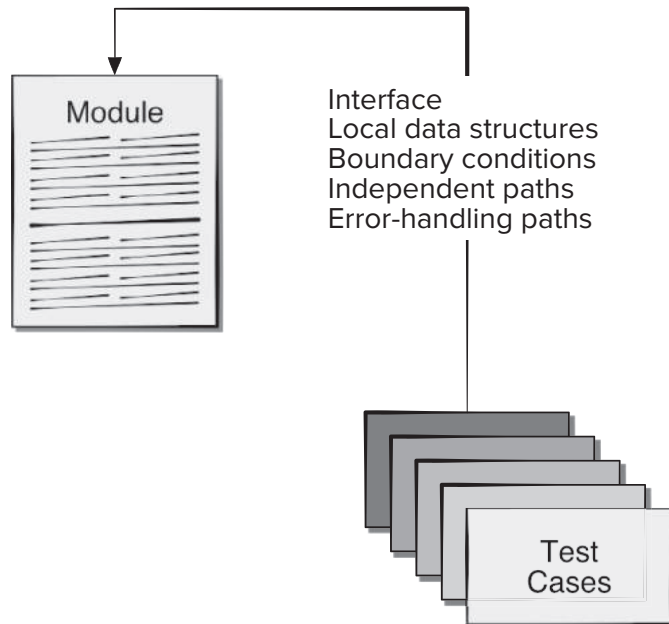 Module
Interface
Local data structures
Boundary conditions
Independent paths
Error-handling paths
Test
Cases